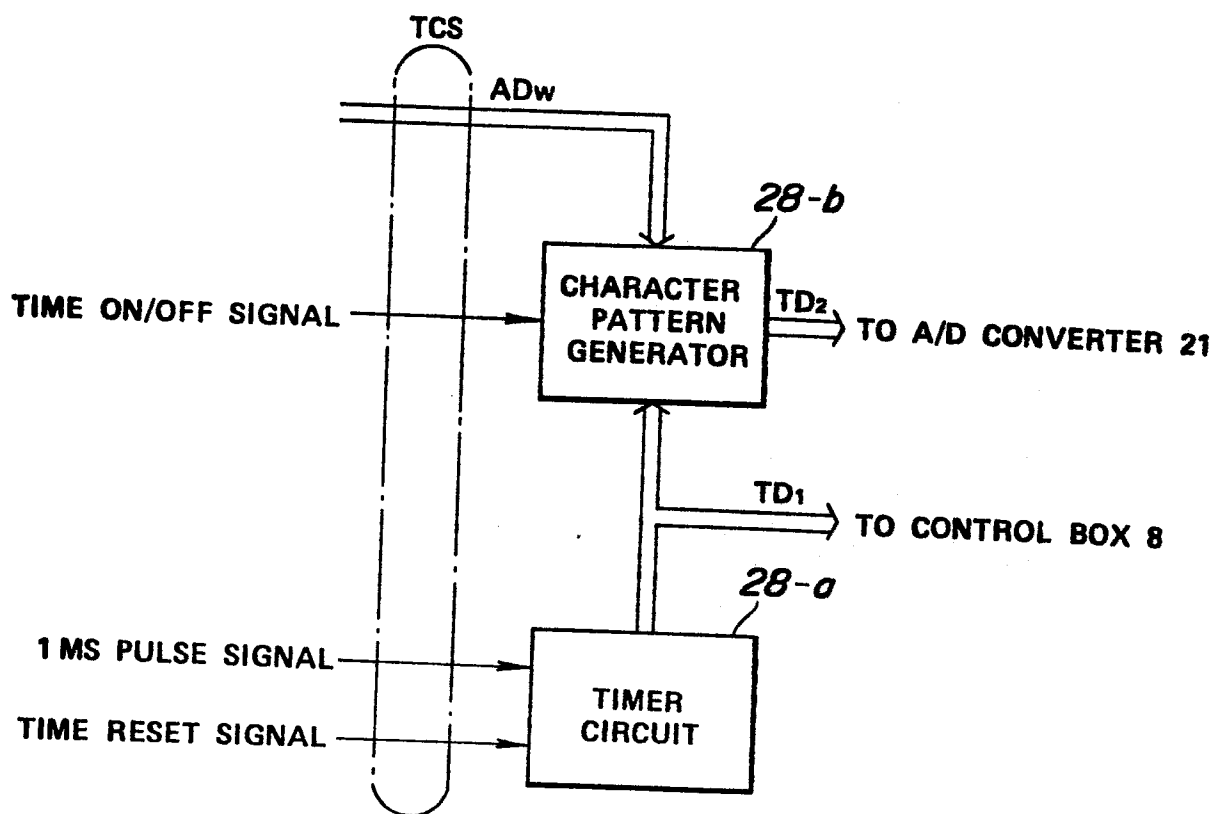 TCS
ADw
28-b
CHARACTER
PATTERN
GENERATOR
TIME ON/OFF SIGNAL
TD2
TO A/D CONVERTER 21
TD1
TO CONTROL BOX 8
28-a
1 MS PULSE SIGNAL
TIMER
CIRCUIT
TIME RESET SIGNAL